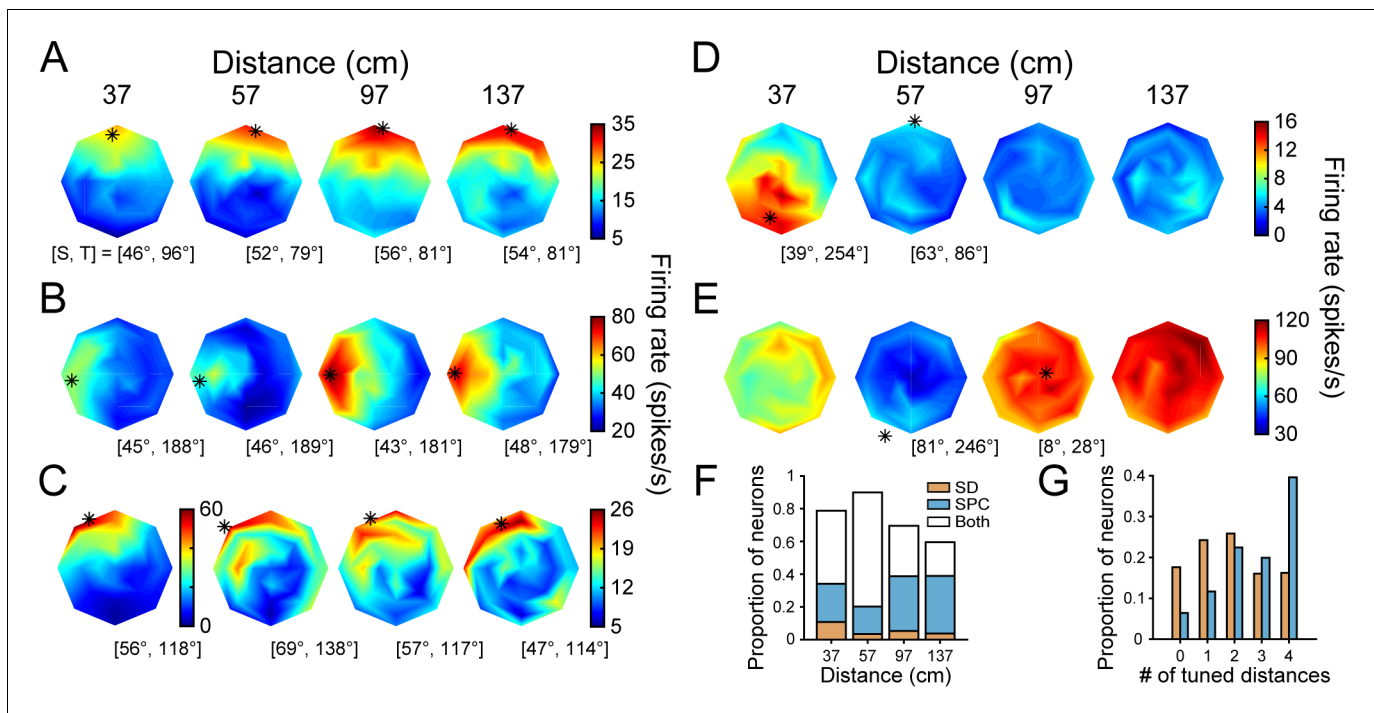 A
Distance (cm)
37 57 97 137
35
25
15
5
[S, T] = [46°, 96°] [52°, 79°] [56°, 81°] [54°, 81°]
B
80
60
40
20
[45°, 188°] [46°, 189°] [43°, 181°] [48°, 179°]
Firing rate (spikes/s)
C
60
0
26
19
12
5
[56°, 118°] [69°, 138°] [57°, 117°] [47°, 114°]
D
Distance (cm)
37 57 97 137
16
12
8
4
0
[39°, 254°] [63°, 86°]
Firing rate (spikes/s)
E
120
90
60
30
[81°, 246°] [8°, 28°]
F
Proportion of neurons
1
0.8
0.6
0.4
0.2
0
SD
SPC
Both
37 57 97 137
Distance (cm)
G
Proportion of neurons
0.4
0.3
0.2
0.1
0
0 1 2 3 4
# of tuned distances